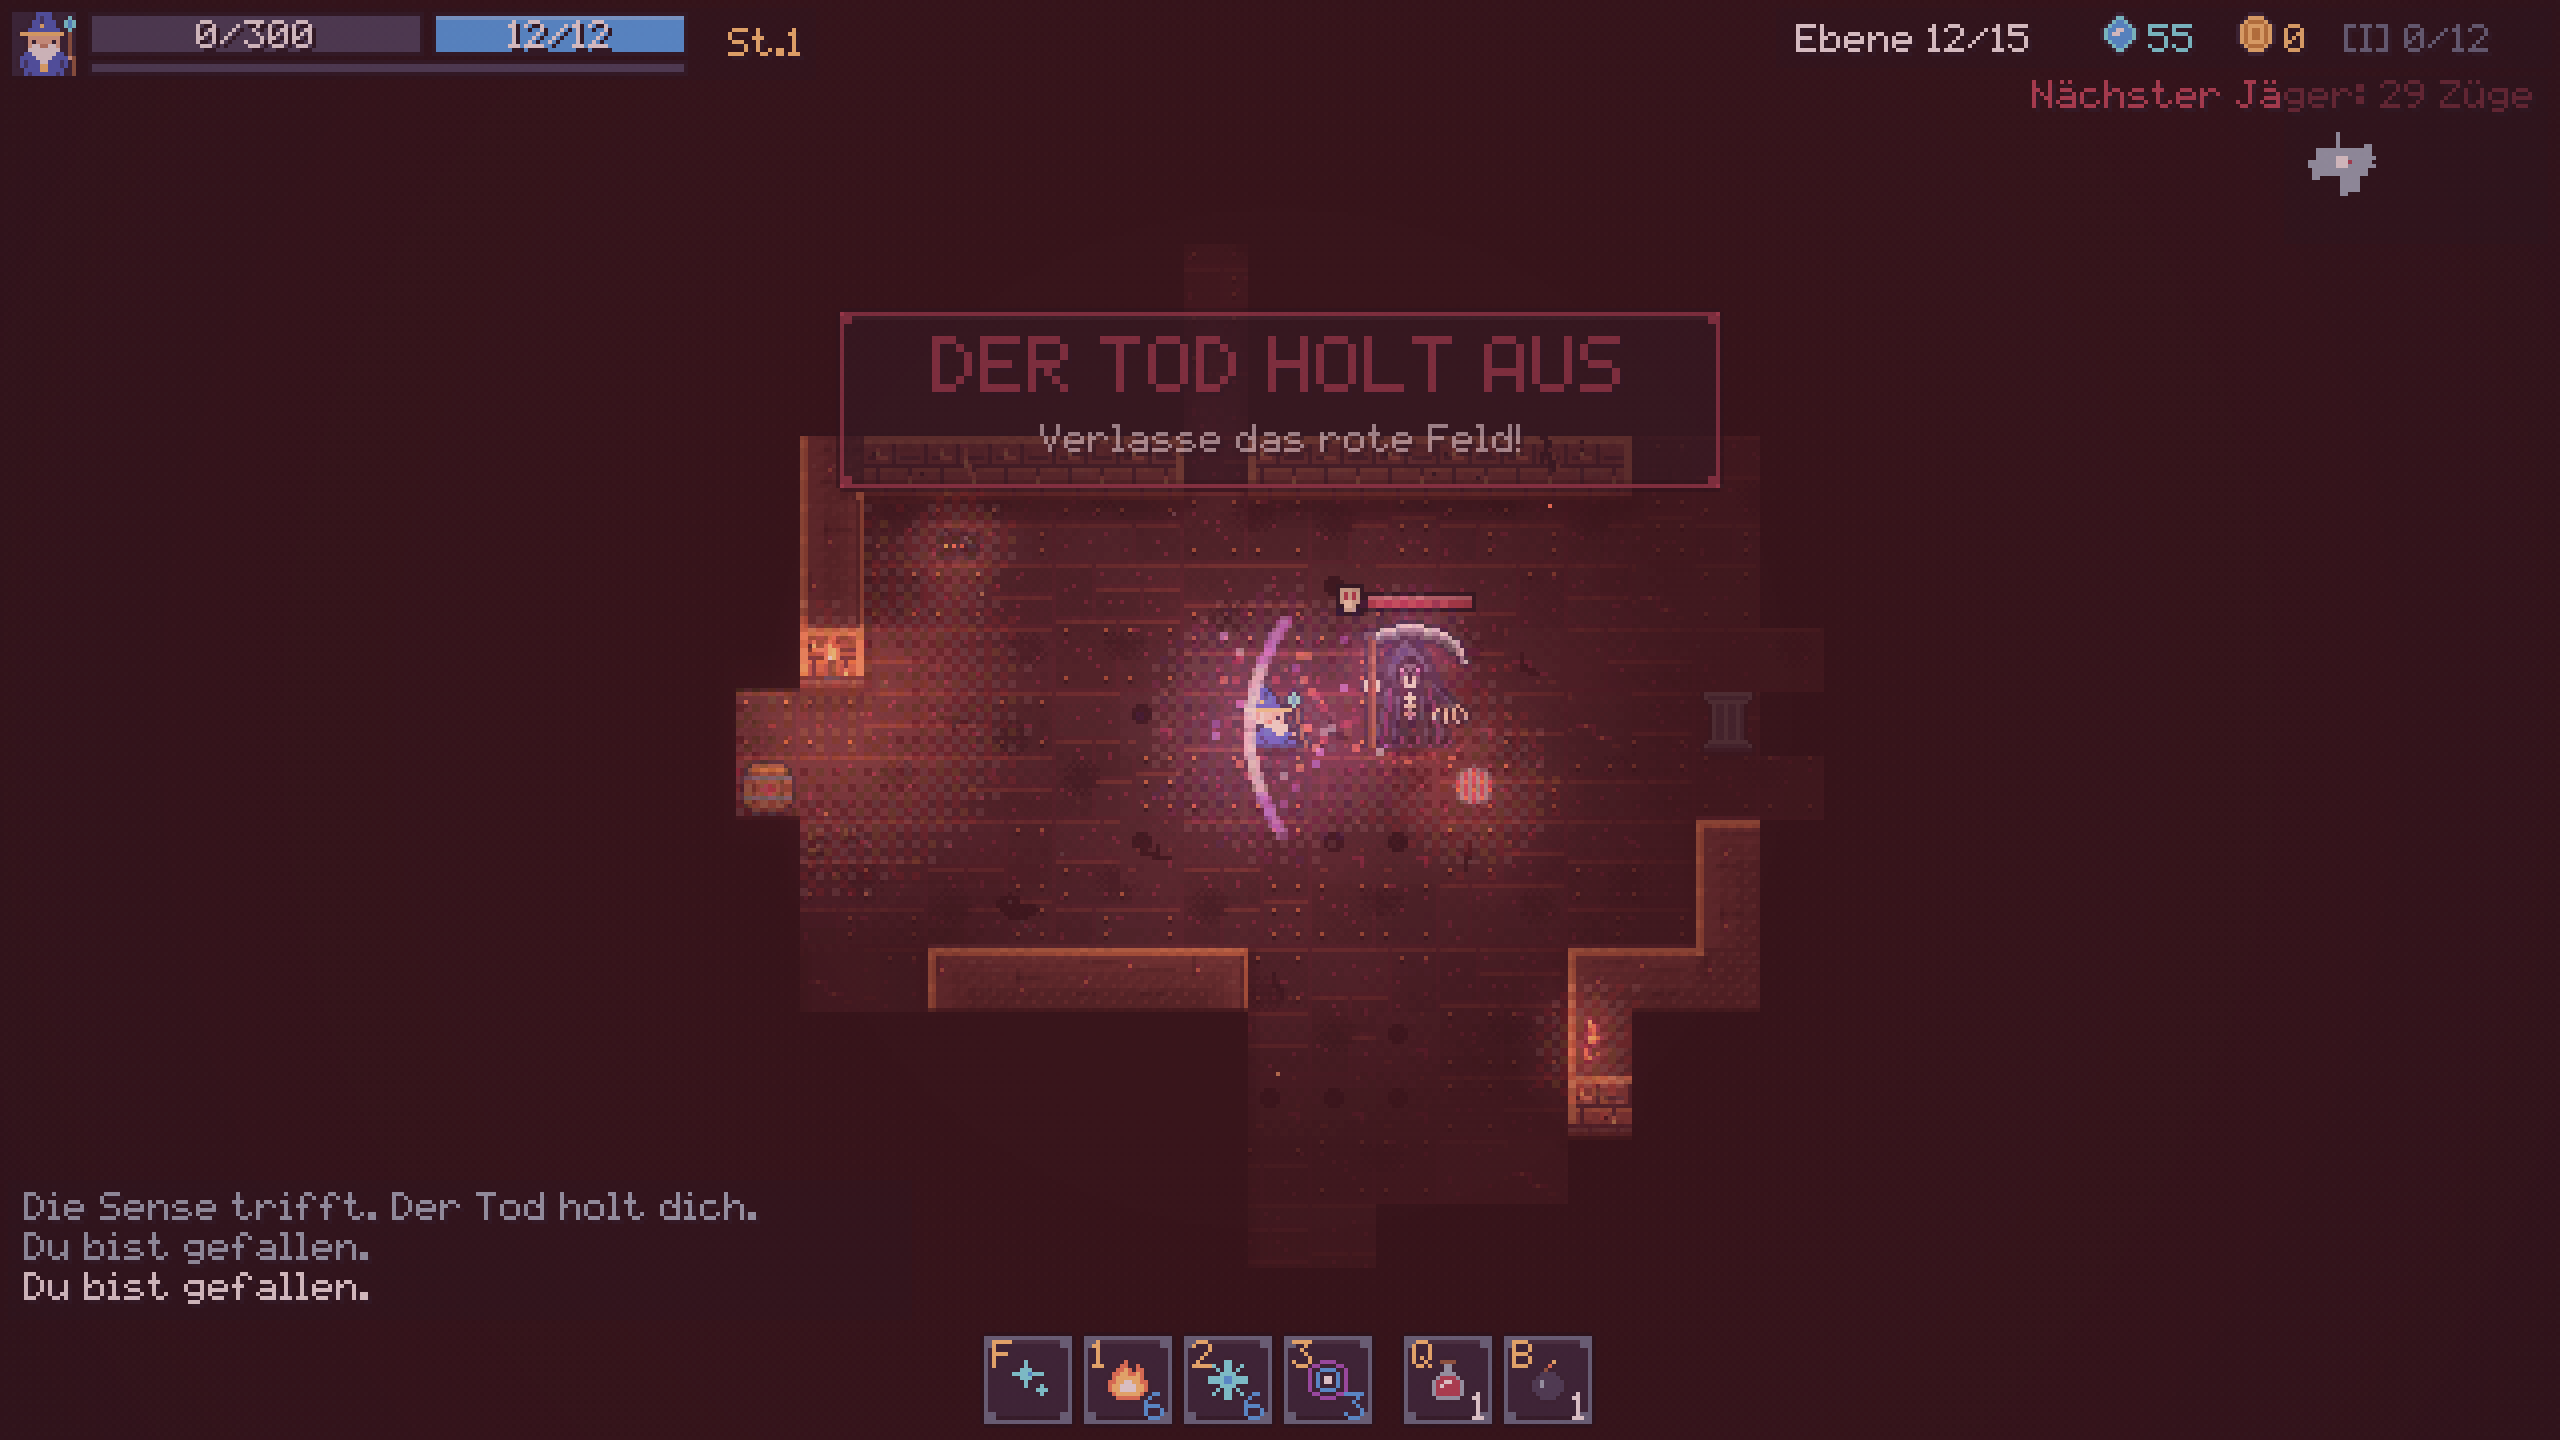 0/300 12/12 St.1 Ebene 12/15 55 0 [I] 0/12
Nächster Jäger: 29 Züge
DER TOD HOLT AUS
Verlasse das rote Feld!
Die Sense trifft. Der Tod holt dich.
Du bist gefallen.
Du bist gefallen.
F 1 2 3 Q B
6 6 3 1 1